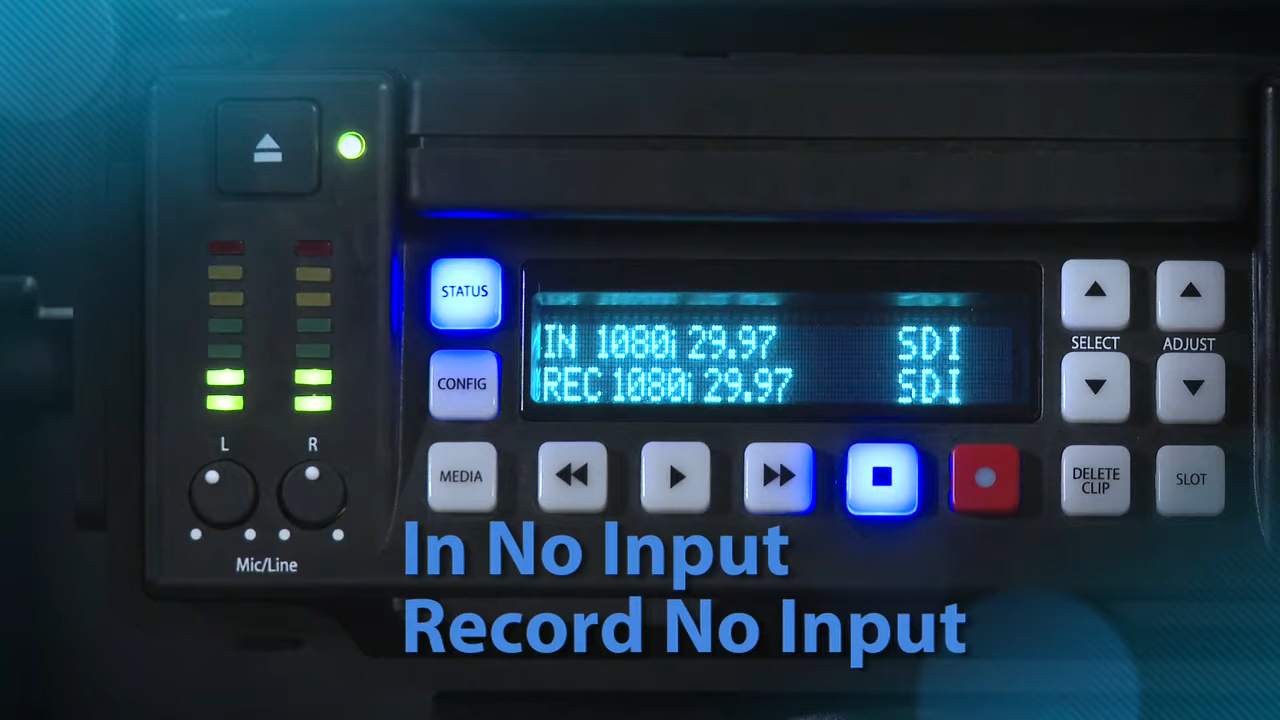 STATUS
IN 1080i 29.97 SDI
REC 1080i 29.97 SDI
CONFIG
SELECT
ADJUST
L R
MEDIA
DELETE
CLIP
SLOT
Mic/Line
In No Input
Record No Input